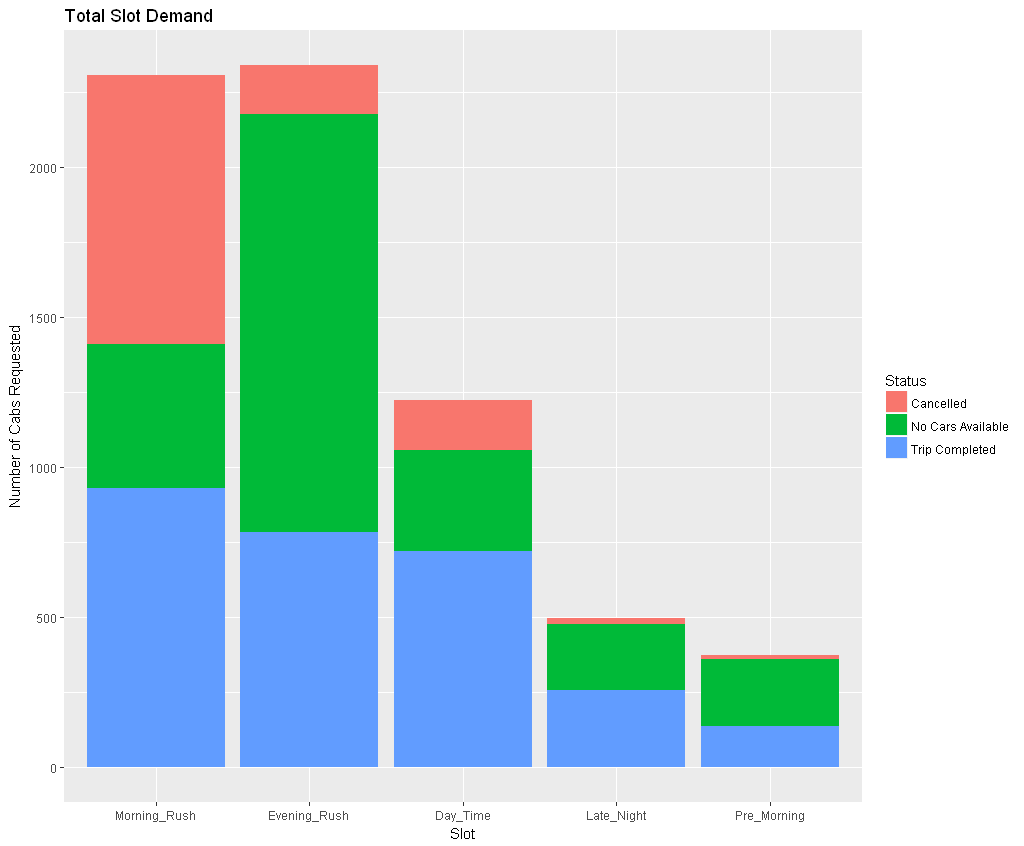 Total Slot Demand
Number of Cabs Requested
2000
1500
1000
500
0
Morning_Rush
Evening_Rush
Day_Time
Late_Night
Pre_Morning
Slot
Status
Cancelled
No Cars Available
Trip Completed